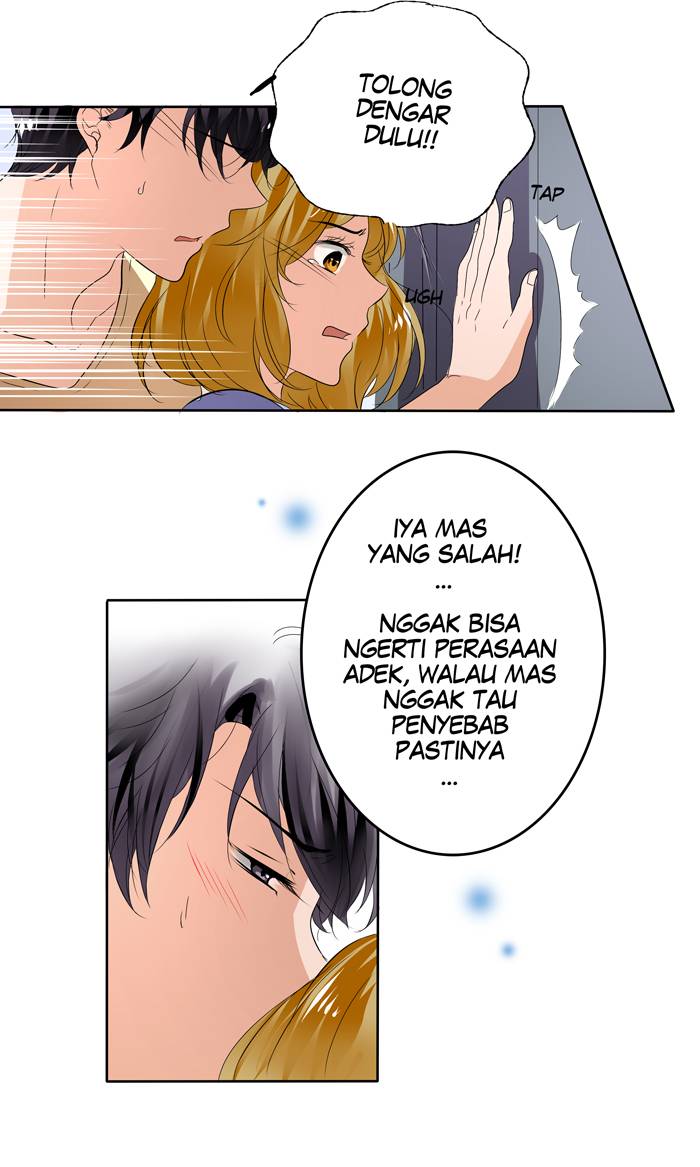 TOLONG
DENGAR
DULU!!
TAP
UGH
IYA MAS
YANG SALAH!
...
NGGAK BISA
NGERTI PERASAAN
ADEK, WALAU MAS
NGGAK TAU
PENYEBAB
PASTINYA
...